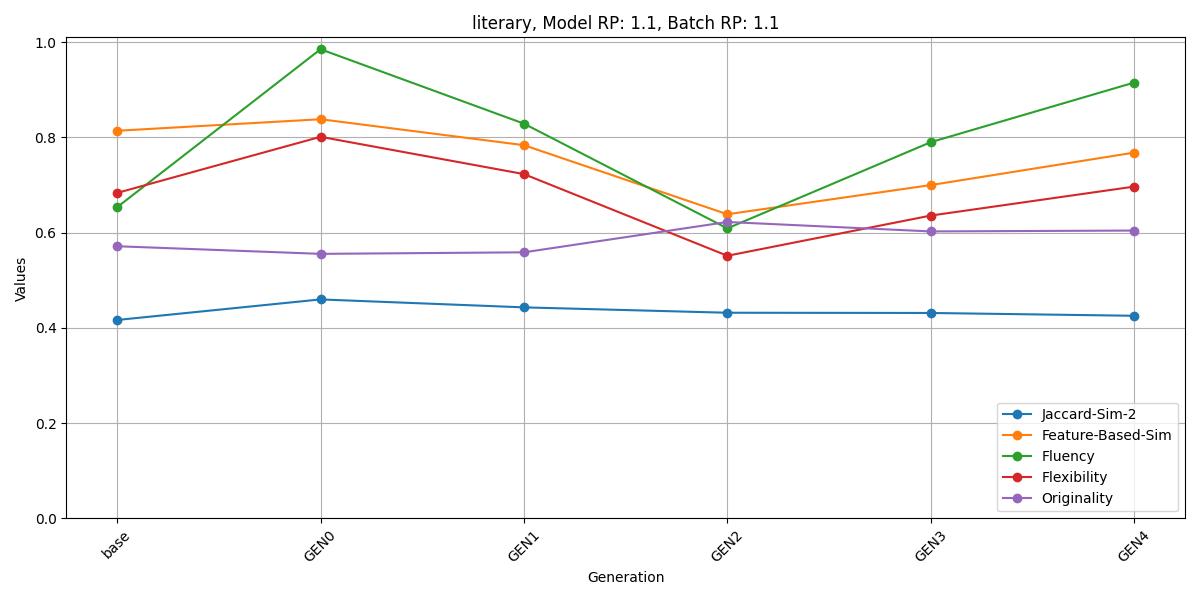 literary, Model RP: 1.1, Batch RP: 1.1
1.0
0.8
0.6
0.4
0.2
0.0
Values
base
GEN0
GEN1
GEN2
GEN3
GEN4
Generation
Jaccard-Sim-2
Feature-Based-Sim
Fluency
Flexibility
Originality